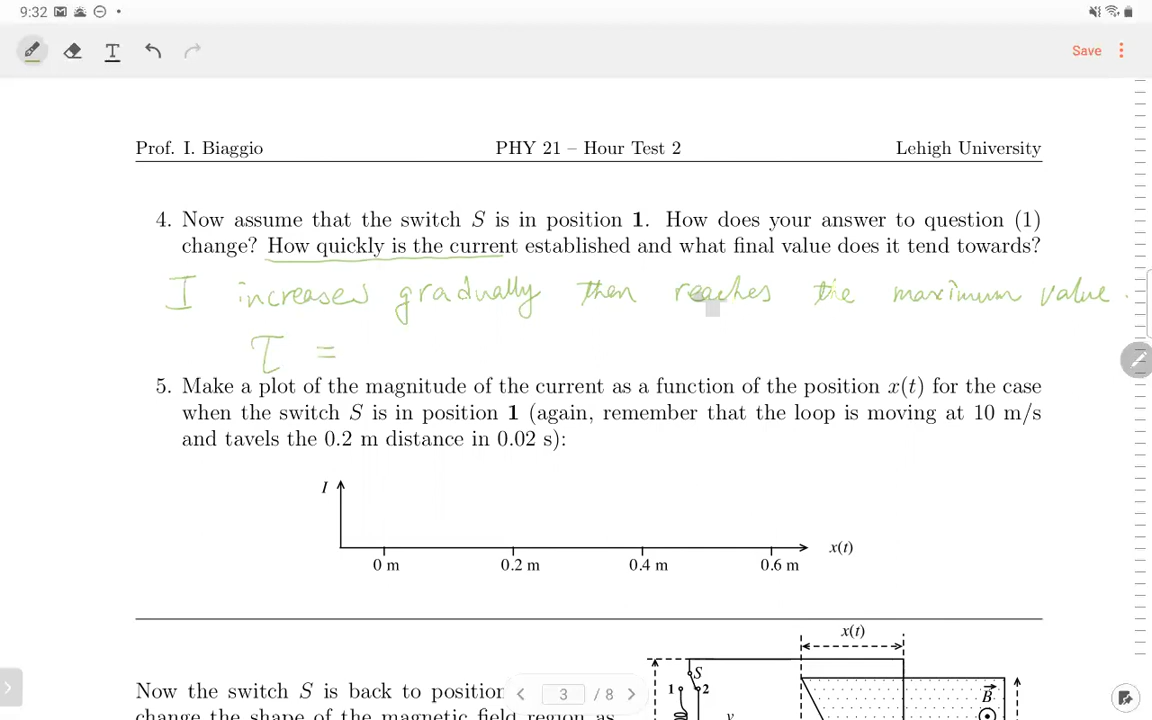 9:32
Save
Prof. I. Biaggio PHY 21 – Hour Test 2 Lehigh University
4. Now assume that the switch S is in position 1. How does your answer to question (1)
change? How quickly is the current established and what final value does it tend towards?
I increases gradually then reaches the maximum value.
τ =
5. Make a plot of the magnitude of the current as a function of the position x(t) for the case
when the switch S is in position 1 (again, remember that the loop is moving at 10 m/s
and tavels the 0.2 m distance in 0.02 s):
I
x(t)
0 m 0.2 m 0.4 m 0.6 m
x(t)
S
Now the switch S is back to position
1 2
B
3 / 8
change the shape of the magnetic field region as
v